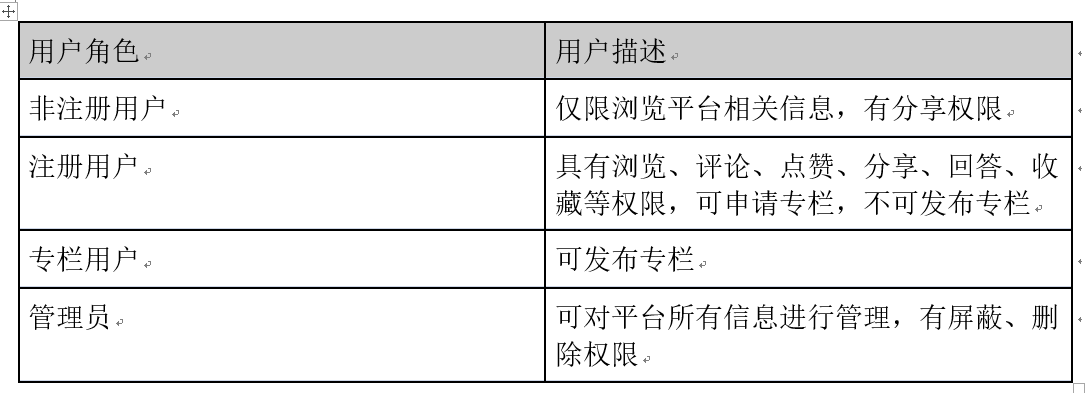 用户角色
用户描述
非注册用户
仅限浏览平台相关信息，有分享权限
注册用户
具有浏览、评论、点赞、分享、回答、收
藏等权限，可申请专栏，不可发布专栏
专栏用户
可发布专栏
管理员
可对平台所有信息进行管理，有屏蔽、删
除权限